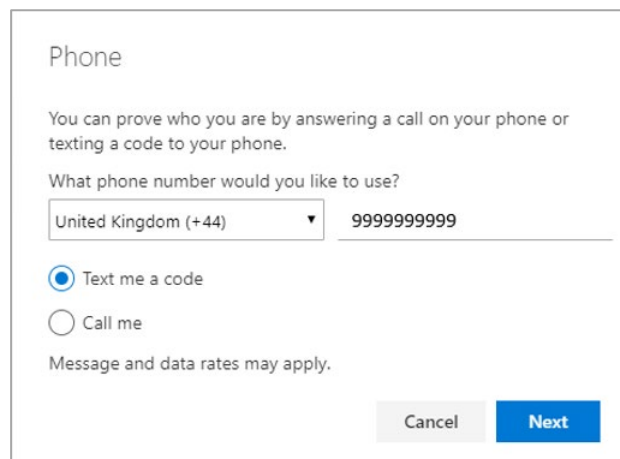 Phone
You can prove who you are by answering a call on your phone or
texting a code to your phone.
What phone number would you like to use?
United Kingdom (+44) 9999999999
Text me a code
Call me
Message and data rates may apply.
Cancel Next